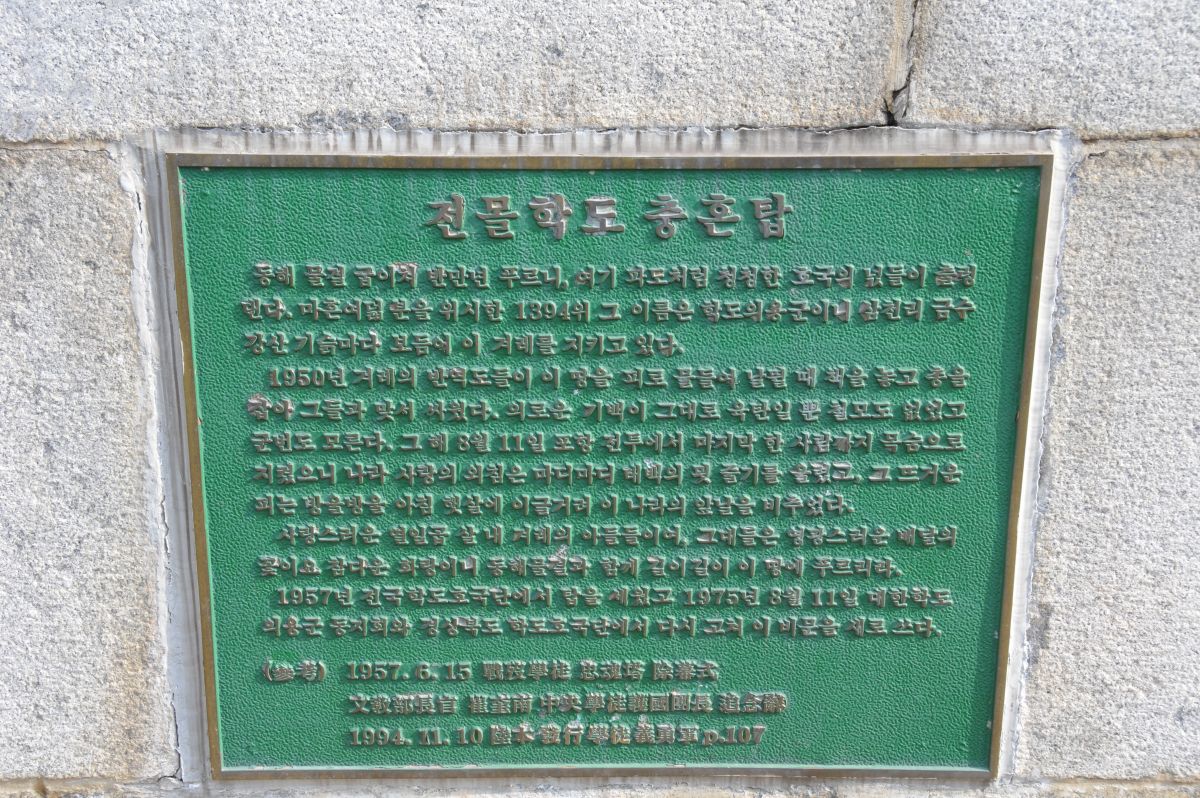 전몰학도 충혼탑
동해 물결 굽이쳐 반만년 푸르니, 여기 파도처럼 청청한 호국의 넋들이 출렁
댄다. 마흔여덟 분을 위시한 1394위 그 이름은 학도의용군이니 삼천리 금수
강산 기슭마다 보듬어 이 겨레를 지키고 있다.
1950년 겨레의 반역도들이 이 땅을 피로 물들여 날뛸 때 책을 놓고 총을
잡아 그들과 맞서 싸웠다. 의로운 기백이 그대로 육탄일 뿐 철모도 없었고
군번도 모른다. 그 해 8월 11일 포항 전투에서 마지막 한 사람까지 목숨으로
지켰으니 나라 사랑의 외침은 마디마디 태백의 핏 줄기를 울렸고, 그 뜨거운
피는 방울방울 아침 햇살에 이글거려 이 나라의 앞날을 비추었다.
사랑스러운 열일곱 살 내 겨레의 아들들이여, 그대들은 영광스러운 배달의
꽃이요 참다운 희랑이니 동해물결과 함께 길이길이 이 땅에 푸르리라.
1957년 전국학도호국단에서 탑을 세웠고 1975년 8월 11일 대한학도
의용군 동지회와 경상북도 학도호국단에서 다시 고쳐 이 비문을 새로 쓰다.
(參考) 1957. 6. 15 戰歿學徒 忠魂塔 除幕式
文敎部長官 崔奎南 中央學徒護國團長 追念辭
1994. 11. 10 陸本 發行 學徒義勇軍 p.107